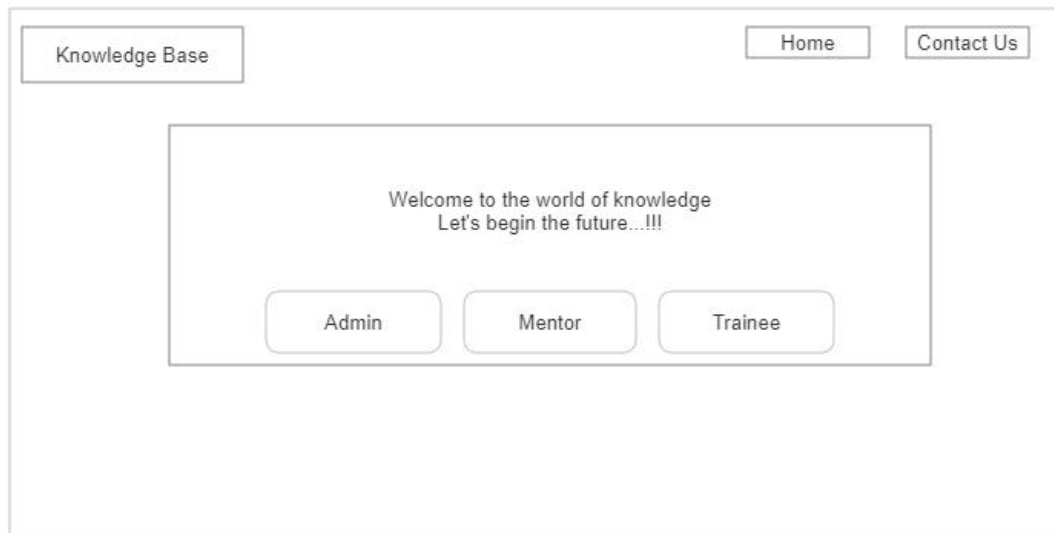 Knowledge Base
Home
Contact Us
Welcome to the world of knowledge
Let's begin the future...!!!
Admin
Mentor
Trainee